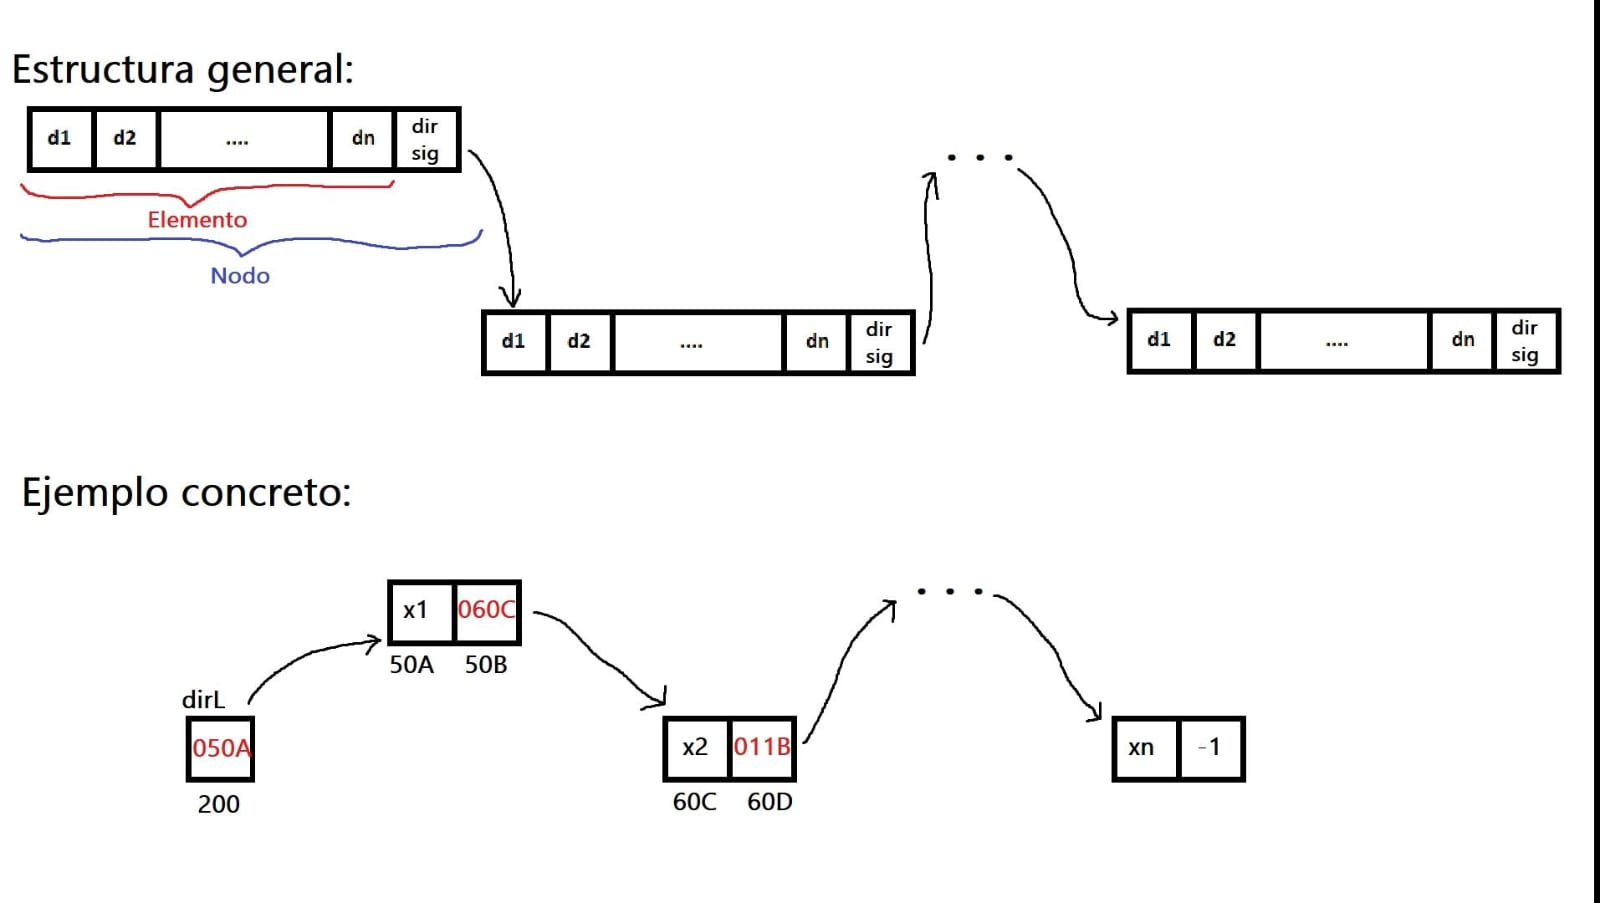 Estructura general:
d1 d2 .... dn dir sig
Elemento
Nodo
d1 d2 .... dn dir sig
. . .
d1 d2 .... dn dir sig
Ejemplo concreto:
dirL
050A
200
x1 060C
50A 50B
x2 011B
60C 60D
. . .
xn -1